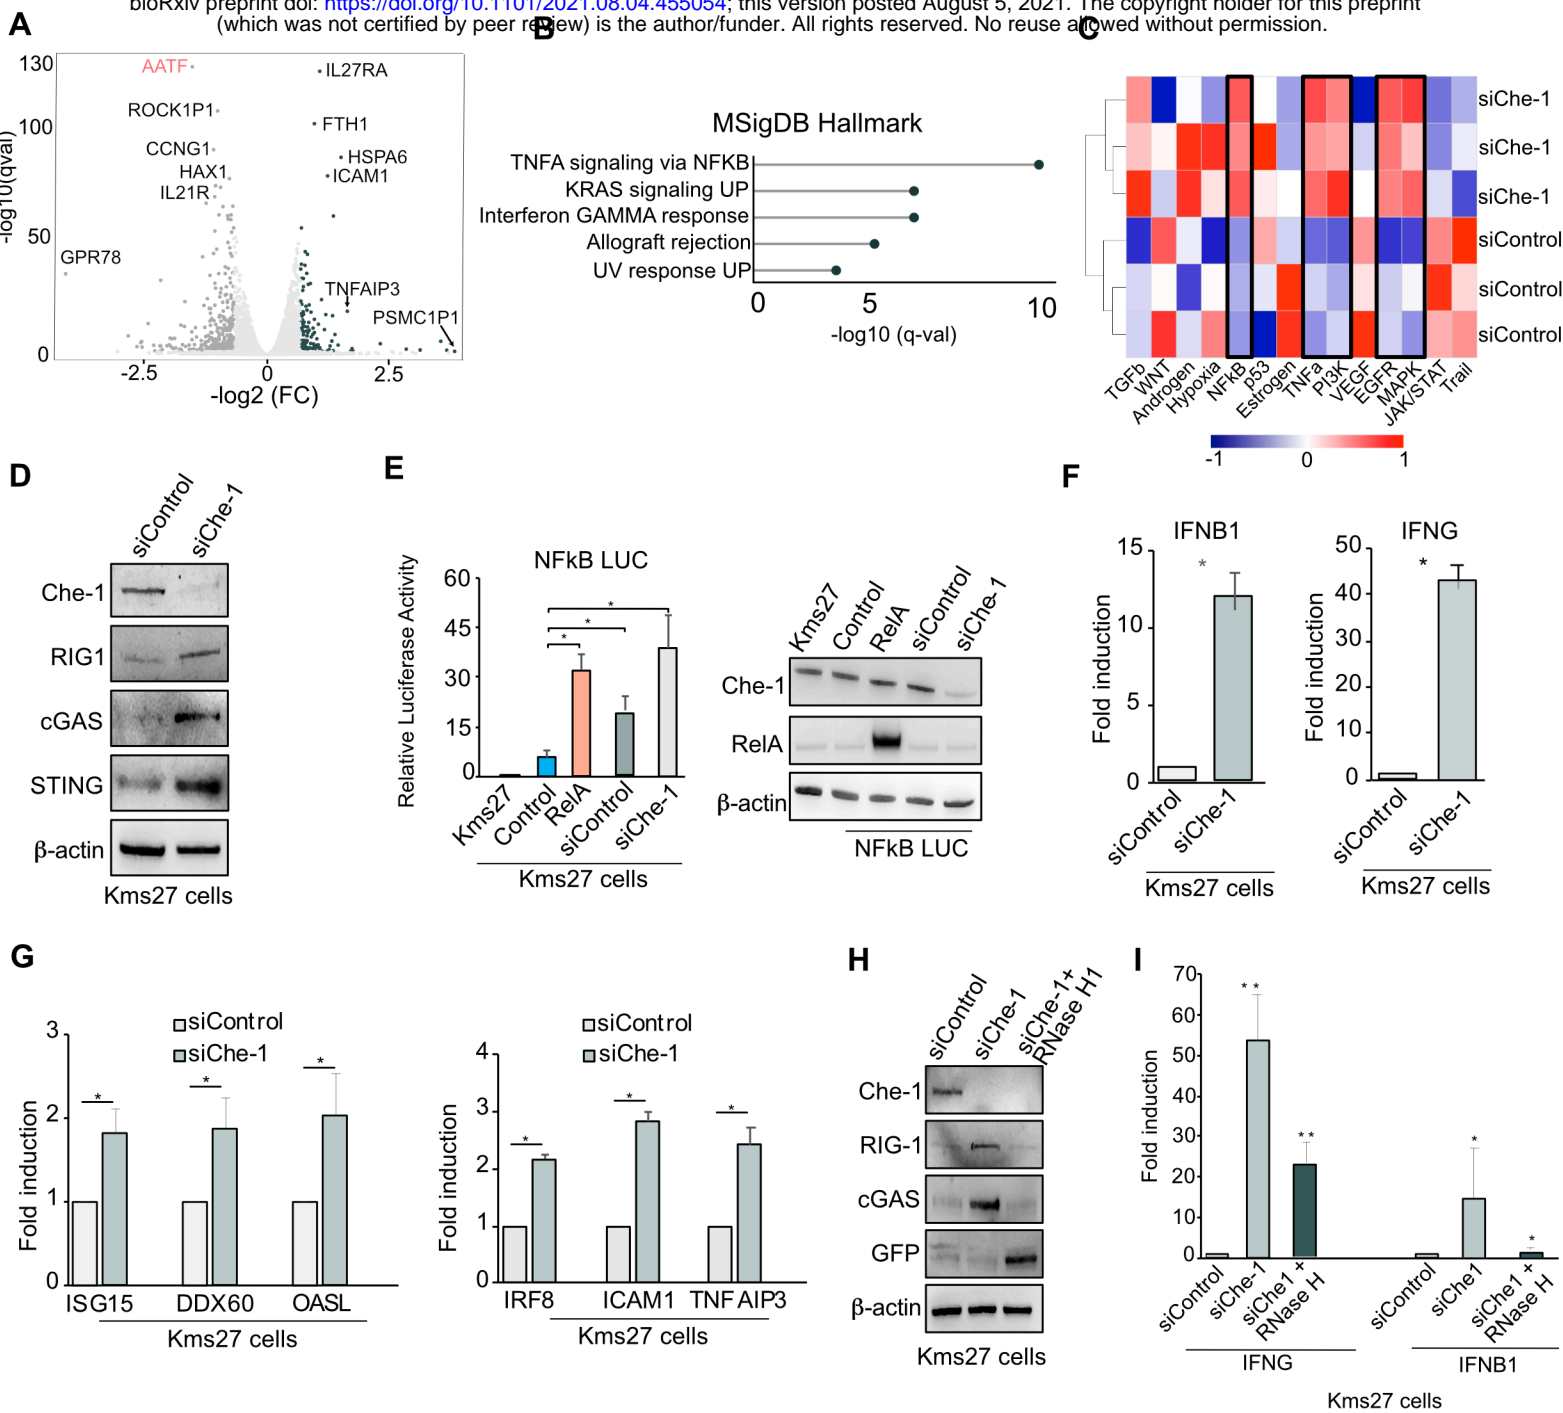 bioRxiv preprint doi: https://doi.org/10.1101/2021.08.04.455054; this version posted August 5, 2021. The copyright holder for this preprint
(which was not certified by peer review) is the author/funder. All rights reserved. No reuse allowed without permission.
A
-log10(qval)
130
100
50
0
AATF
IL27RA
ROCK1P1
FTH1
CCNG1
HSPA6
HAX1
ICAM1
IL21R
GPR78
TNFAIP3
PSMC1P1
-2.5
0
2.5
-log2 (FC)
B
MSigDB Hallmark
TNFA signaling via NFKB
KRAS signaling UP
Interferon GAMMA response
Allograft rejection
UV response UP
0
5
10
-log10 (q-val)
C
siChe-1
siChe-1
siChe-1
siControl
siControl
siControl
TGFb
WNT
Androgen
Hypoxia
NFkB
p53
Estrogen
TNFa
PI3K
VEGF
EGFR
MAPK
JAK/STAT
Trail
-1
0
1
D
siControl
siChe-1
Che-1
RIG1
cGAS
STING
β-actin
Kms27 cells
E
NFkB LUC
Relative Luciferase Activity
60
45
30
15
0
*
*
*
Kms27
Control
RelA
siControl
siChe-1
Kms27 cells
Kms27
Control
RelA
siControl
siChe-1
Che-1
RelA
β-actin
NFkB LUC
F
IFNB1
Fold induction
15
10
5
0
*
siControl
siChe-1
Kms27 cells
IFNG
Fold induction
50
40
30
20
10
0
*
siControl
siChe-1
Kms27 cells
G
siControl
siChe-1
Fold induction
3
2
1
0
*
*
*
ISG15
DDX60
OASL
Kms27 cells
siControl
siChe-1
Fold induction
4
3
2
1
0
*
*
*
IRF8
ICAM1
TNFAIP3
Kms27 cells
H
siControl
siChe-1
siChe-1+
RNase H1
Che-1
RIG-1
cGAS
GFP
β-actin
Kms27 cells
I
Fold induction
70
60
50
40
30
20
10
0
* *
* *
*
*
siControl
siChe-1
siChe1 +
RNase H
siControl
siChe1
siChe1 +
RNase H
IFNG
IFNB1
Kms27 cells